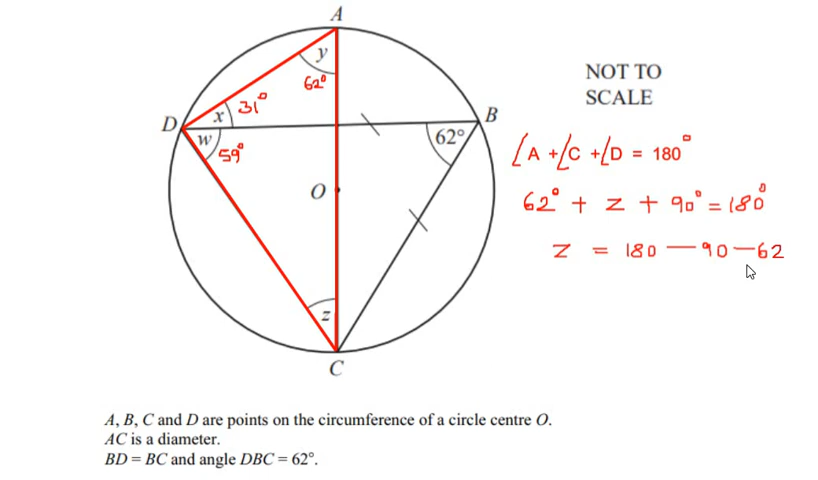 A
y
62°
NOT TO
SCALE
x 31°
D
B
w
59°
62°
∠A + ∠C + ∠D = 180°
O
62° + z + 90° = 180°
z = 180 — 90 — 62
z
C
A, B, C and D are points on the circumference of a circle centre O.
AC is a diameter.
BD = BC and angle DBC = 62°.